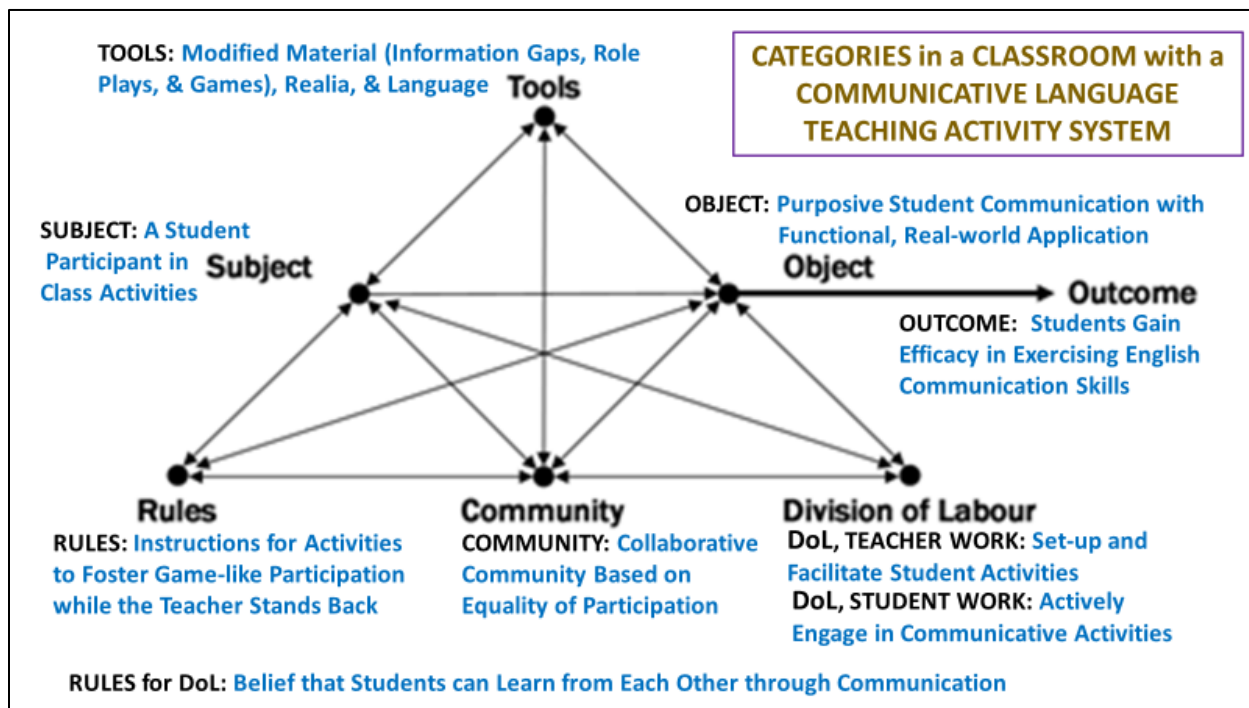 TOOLS: Modified Material (Information Gaps, Role
Plays, & Games), Realia, & Language
Tools
CATEGORIES in a CLASSROOM with a
COMMUNICATIVE LANGUAGE
TEACHING ACTIVITY SYSTEM
SUBJECT: A Student
Participant in
Class Activities
Subject
OBJECT: Purposive Student Communication with
Functional, Real-world Application
Object
Outcome
OUTCOME: Students Gain
Efficacy in Exercising English
Communication Skills
Rules
RULES: Instructions for Activities
to Foster Game-like Participation
while the Teacher Stands Back
Community
COMMUNITY: Collaborative
Community Based on
Equality of Participation
Division of Labour
DoL, TEACHER WORK: Set-up and
Facilitate Student Activities
DoL, STUDENT WORK: Actively
Engage in Communicative Activities
RULES for DoL: Belief that Students can Learn from Each Other through Communication